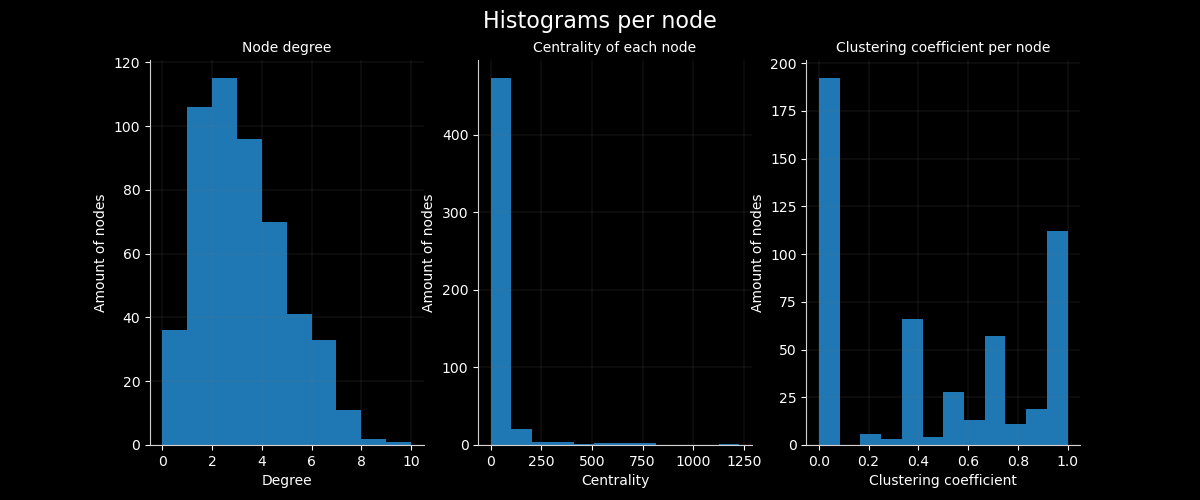 Histograms per node
Node degree
Amount of nodes
120
100
80
60
40
20
0
0 2 4 6 8 10
Degree
Centrality of each node
Amount of nodes
400
300
200
100
0
0 250 500 750 1000 1250
Centrality
Clustering coefficient per node
Amount of nodes
200
175
150
125
100
75
50
25
0
0.0 0.2 0.4 0.6 0.8 1.0
Clustering coefficient